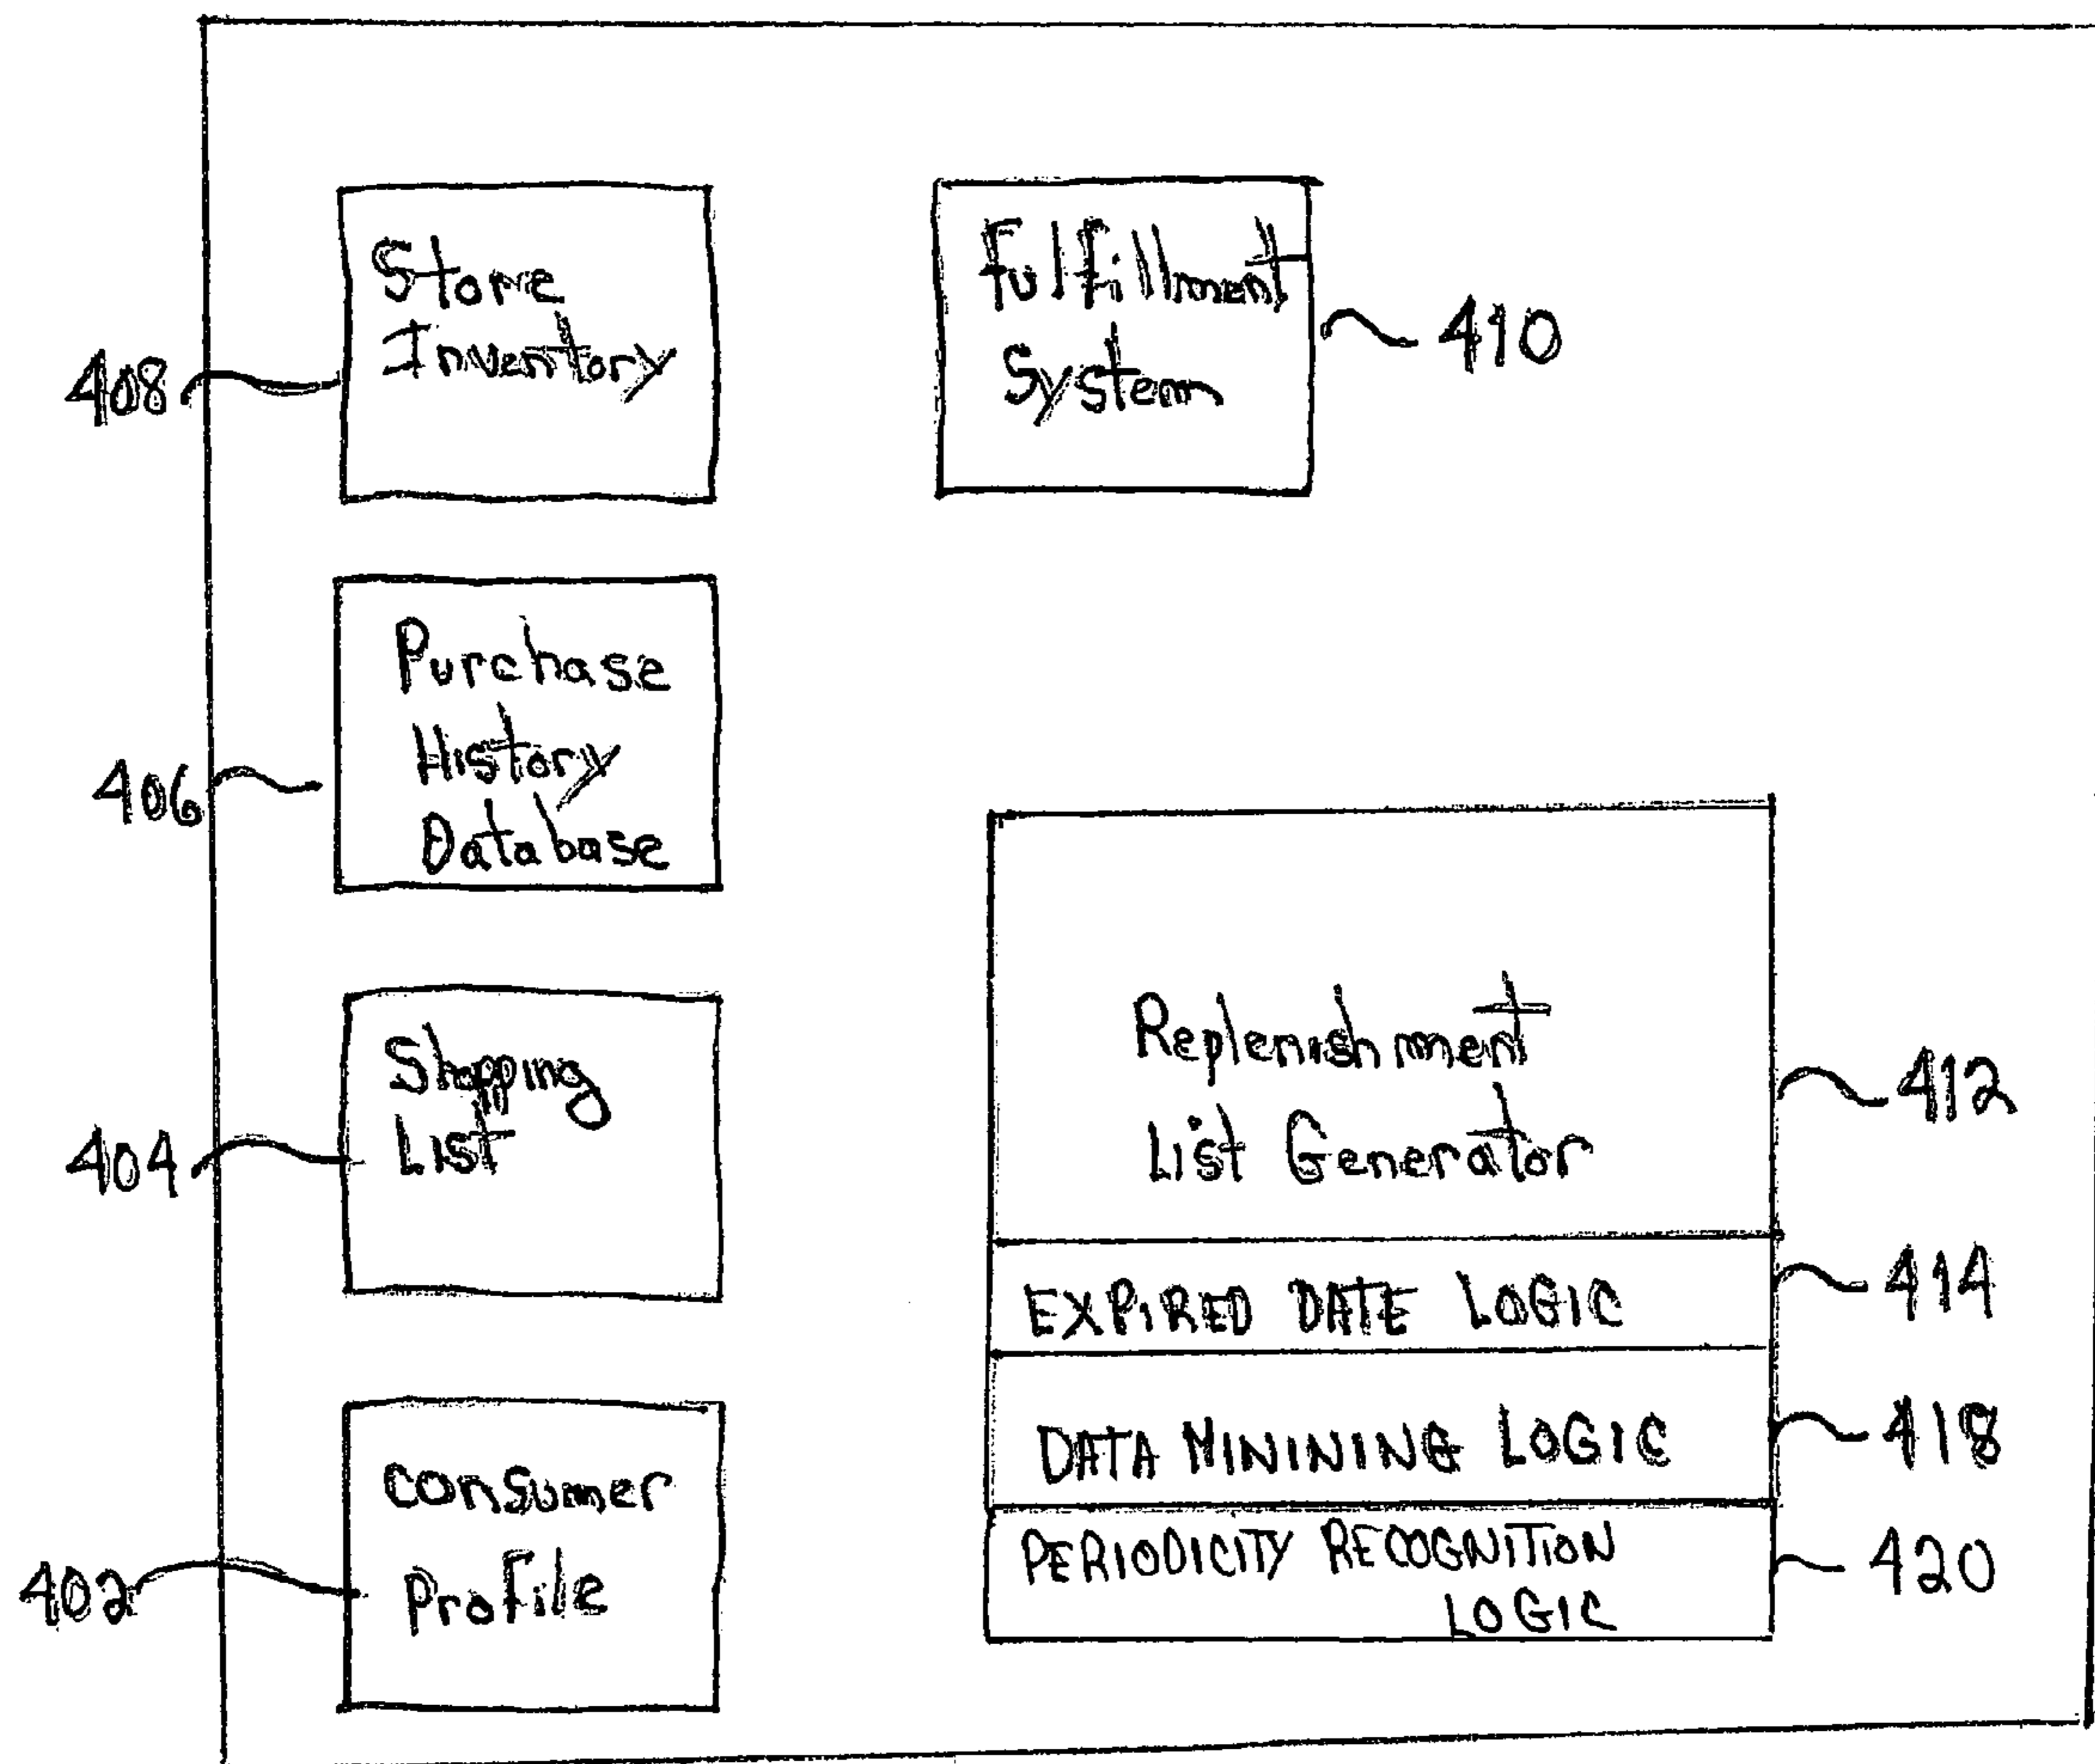 Store
Inventory
408
Fulfillment
System
410
Purchase
History
Database
406
Shopping
List
404
Consumer
Profile
402
Replenishment
List Generator
412
EXPIRED DATE LOGIC
414
DATA MININING LOGIC
418
PERIODICITY RECOGNITION
LOGIC
420